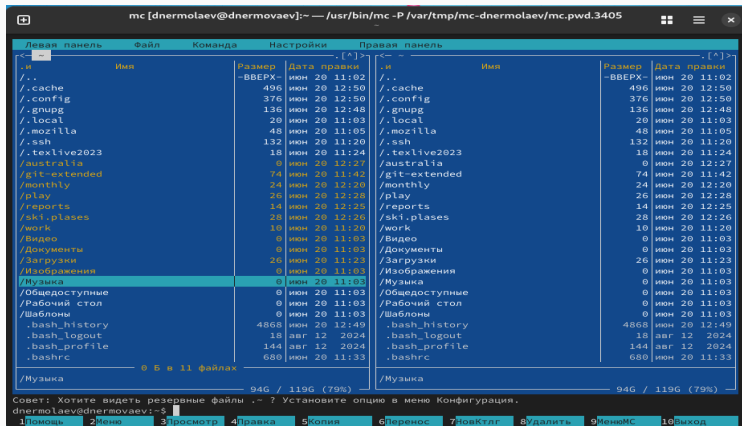 mc [dnermolaev@dnermovaev]:~ — /usr/bin/mc -P /var/tmp/mc-dnermolaev/mc.pwd.3405
Левая панель Файл Команда Настройки Правая панель
<— ~ .[^]> <— ~ .[^]>
.и Имя Размер Дата правки .и Имя Размер Дата правки
/.. -ВВЕРХ- июн 20 11:02 /.. -ВВЕРХ- июн 20 11:02
/.cache 496 июн 20 12:50 /.cache 496 июн 20 12:50
/.config 376 июн 20 12:50 /.config 376 июн 20 12:50
/.gnupg 136 июн 20 12:48 /.gnupg 136 июн 20 12:48
/.local 20 июн 20 11:03 /.local 20 июн 20 11:03
/.mozilla 48 июн 20 11:05 /.mozilla 48 июн 20 11:05
/.ssh 132 июн 20 11:20 /.ssh 132 июн 20 11:20
/.texlive2023 18 июн 20 11:24 /.texlive2023 18 июн 20 11:24
/australia 0 июн 20 12:27 /australia 0 июн 20 12:27
/git-extended 74 июн 20 11:42 /git-extended 74 июн 20 11:42
/monthly 24 июн 20 12:20 /monthly 24 июн 20 12:20
/play 26 июн 20 12:28 /play 26 июн 20 12:28
/reports 14 июн 20 12:25 /reports 14 июн 20 12:25
/ski.plases 28 июн 20 12:26 /ski.plases 28 июн 20 12:26
/work 10 июн 20 11:20 /work 10 июн 20 11:20
/Видео 0 июн 20 11:03 /Видео 0 июн 20 11:03
/Документы 0 июн 20 11:03 /Документы 0 июн 20 11:03
/Загрузки 26 июн 20 11:23 /Загрузки 26 июн 20 11:23
/Изображения 0 июн 20 11:03 /Изображения 0 июн 20 11:03
/Музыка 0 июн 20 11:03 /Музыка 0 июн 20 11:03
/Общедоступные 0 июн 20 11:03 /Общедоступные 0 июн 20 11:03
/Рабочий стол 0 июн 20 11:03 /Рабочий стол 0 июн 20 11:03
/Шаблоны 0 июн 20 11:03 /Шаблоны 0 июн 20 11:03
.bash_history 4868 июн 20 12:49 .bash_history 4868 июн 20 12:49
.bash_logout 18 авг 12 2024 .bash_logout 18 авг 12 2024
.bash_profile 144 авг 12 2024 .bash_profile 144 авг 12 2024
.bashrc 680 июн 20 11:33 .bashrc 680 июн 20 11:33
0 Б в 11 файлах
/Музыка /Музыка
94G / 119G (79%) 94G / 119G (79%)
Совет: Хотите видеть резервные файлы .~ ? Установите опцию в меню Конфигурация.
dnermolaev@dnermovaev:~$
1Помощь 2Меню 3Просмотр 4Правка 5Копия 6Перенос 7НовКтлг 8Удалить 9МенюМС 10Выход